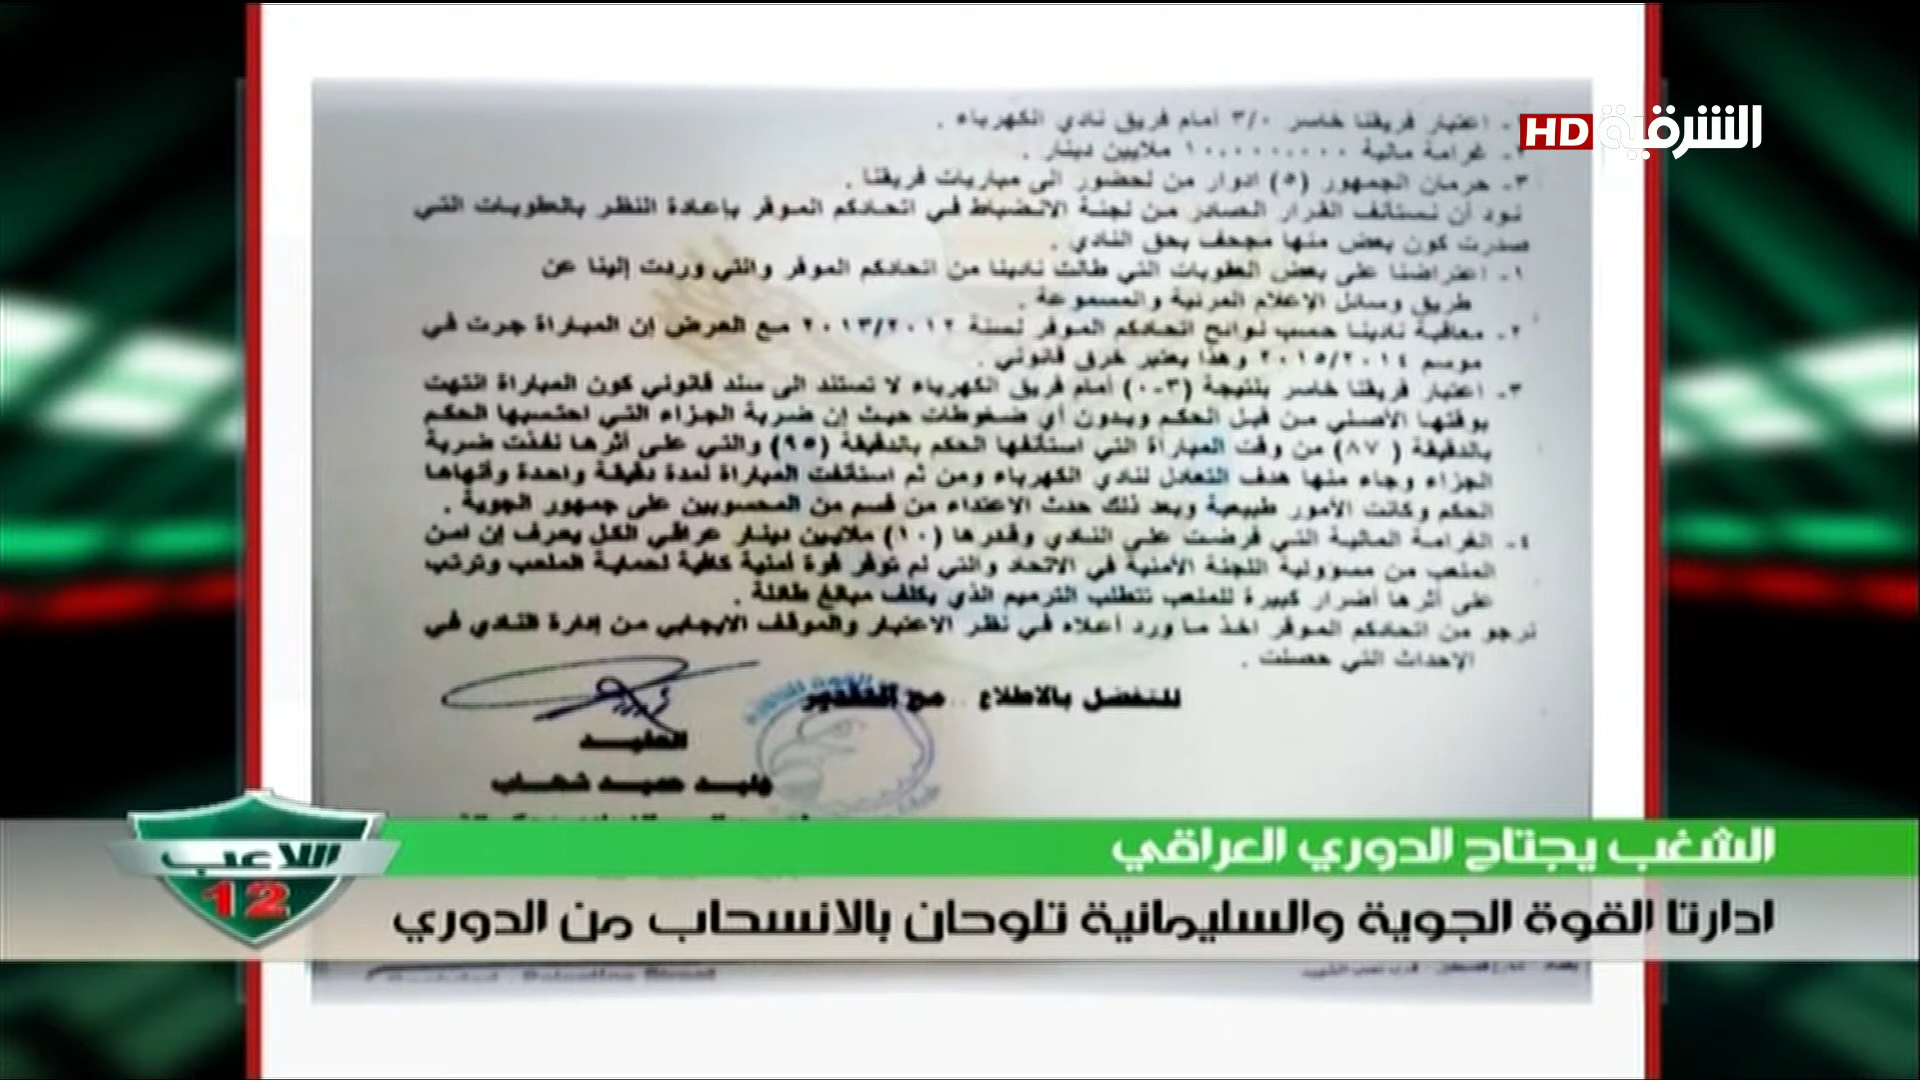 ١- اعتبار فريقنا خاسر ٣/٠ أمام فريق نادي الكهرباء .
٢- غرامة مالية ١٠,٠٠٠,٠٠٠ ملايين دينار .
٣- حرمان الجمهور (٥) ادوار من لحضور الى مباريات فريقنا .
نود أن نستأنف القرار الصادر من لجنة الانضباط في اتحادكم الموقر بإعادة النظر بالعقوبات التي
صدرت كون بعض منها مجحف بحق النادي .
١- اعتراضنا على بعض العقوبات التي طالت نادينا من اتحادكم الموقر والتي وردت إلينا عن
طريق وسائل الإعلام المرئية والمسموعة .
٢- معاقبة نادينا حسب لوائح اتحادكم الموقر لسنة ٢٠١٣/٢٠١٢ مع العرض إن المباراة جرت في
موسم ٢٠١٥/٢٠١٤ وهذا يعتبر خرق قانوني .
٣- اعتبار فريقنا خاسر بنتيجة (٣-٠) أمام فريق الكهرباء لا تستند الى سند قانوني كون المباراة انتهت
بوقتها الأصلي من قبل الحكم وبدون أي ضغوطات حيث إن ضربة الجزاء التي احتسبها الحكم
بالدقيقة ( ٨٧) من وقت المباراة التي استأنفها الحكم بالدقيقة (٩٥) والتي على أثرها نفذت ضربة
الجزاء وجاء منها هدف التعادل لنادي الكهرباء ومن ثم استأنفت المباراة لمدة دقيقة واحدة وأنهاها
الحكم وكانت الأمور طبيعية وبعد ذلك حدث الاعتداء من قسم من المحسوبين على جمهور الجوية .
٤- الغرامة المالية التي فرضت على النادي وقدرها (١٠) ملايين دينار عراقي الكل يعرف إن امن
الملعب من مسؤولية اللجنة الأمنية في الاتحاد والتي لم توفر قوة أمنية كافية لحماية الملعب وترتب
على أثرها أضرار كبيرة للملعب تتطلب الترميم الذي يكلف مبالغ طائلة .
نرجو من اتحادكم الموقر اخذ ما ورد أعلاه في نظر الاعتبار والموقف الايجابي من إدارة النادي في
الإحداث التي حصلت .
للتفضل بالاطلاع .. مع التقدير
العميد
وليد حميد شهاب
الشرقية HD
الشغب يجتاح الدوري العراقي
اللاعب
12
ادارتا القوة الجوية والسليمانية تلوحان بالانسحاب من الدوري